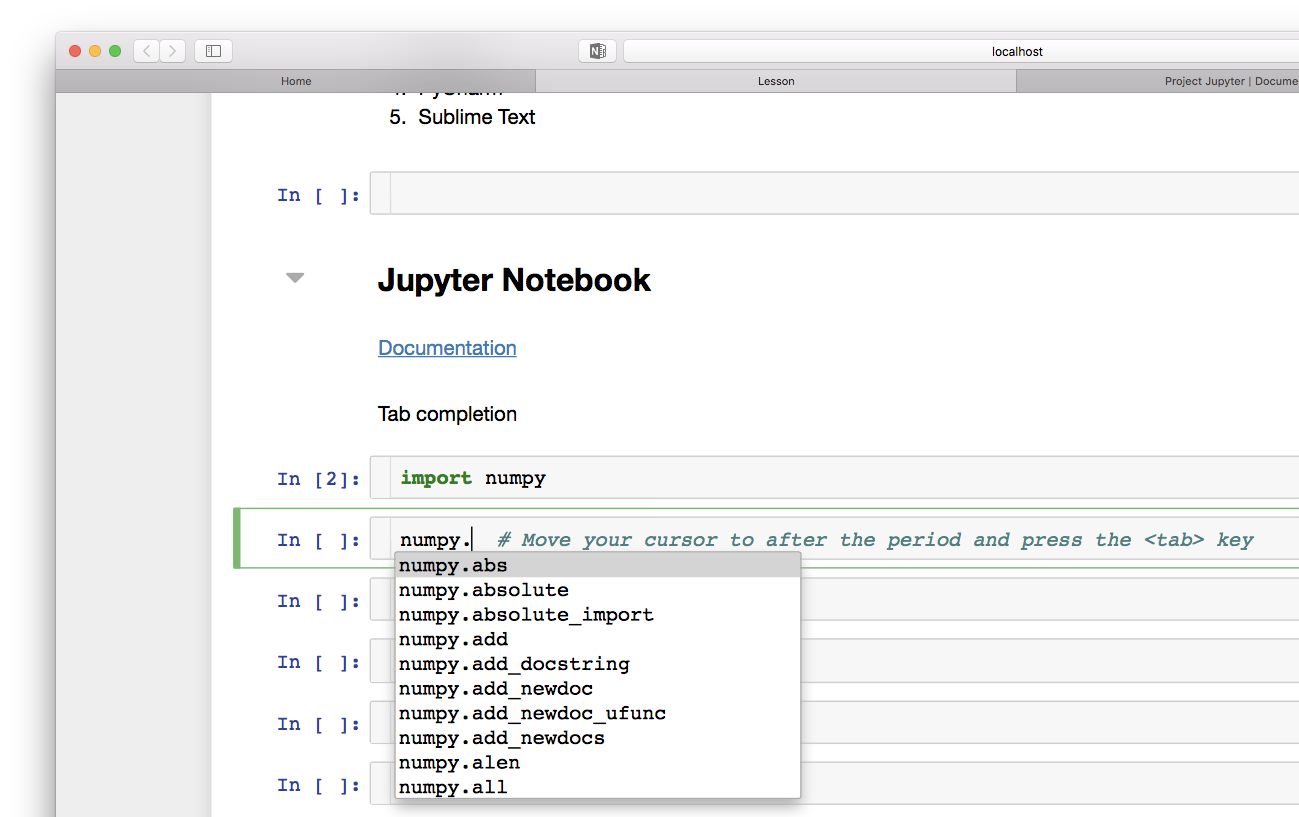 localhost
Home
Lesson
Project Jupyter | Docume
4. PyCharm
5. Sublime Text
In [ ]:
Jupyter Notebook
Documentation
Tab completion
In [2]: import numpy
In [ ]: numpy. # Move your cursor to after the period and press the <tab> key
numpy.abs
numpy.absolute
In [ ]:
numpy.absolute_import
numpy.add
In [ ]:
numpy.add_docstring
numpy.add_newdoc
numpy.add_newdoc_ufunc
In [ ]:
numpy.add_newdocs
numpy.alen
In [ ]:
numpy.all